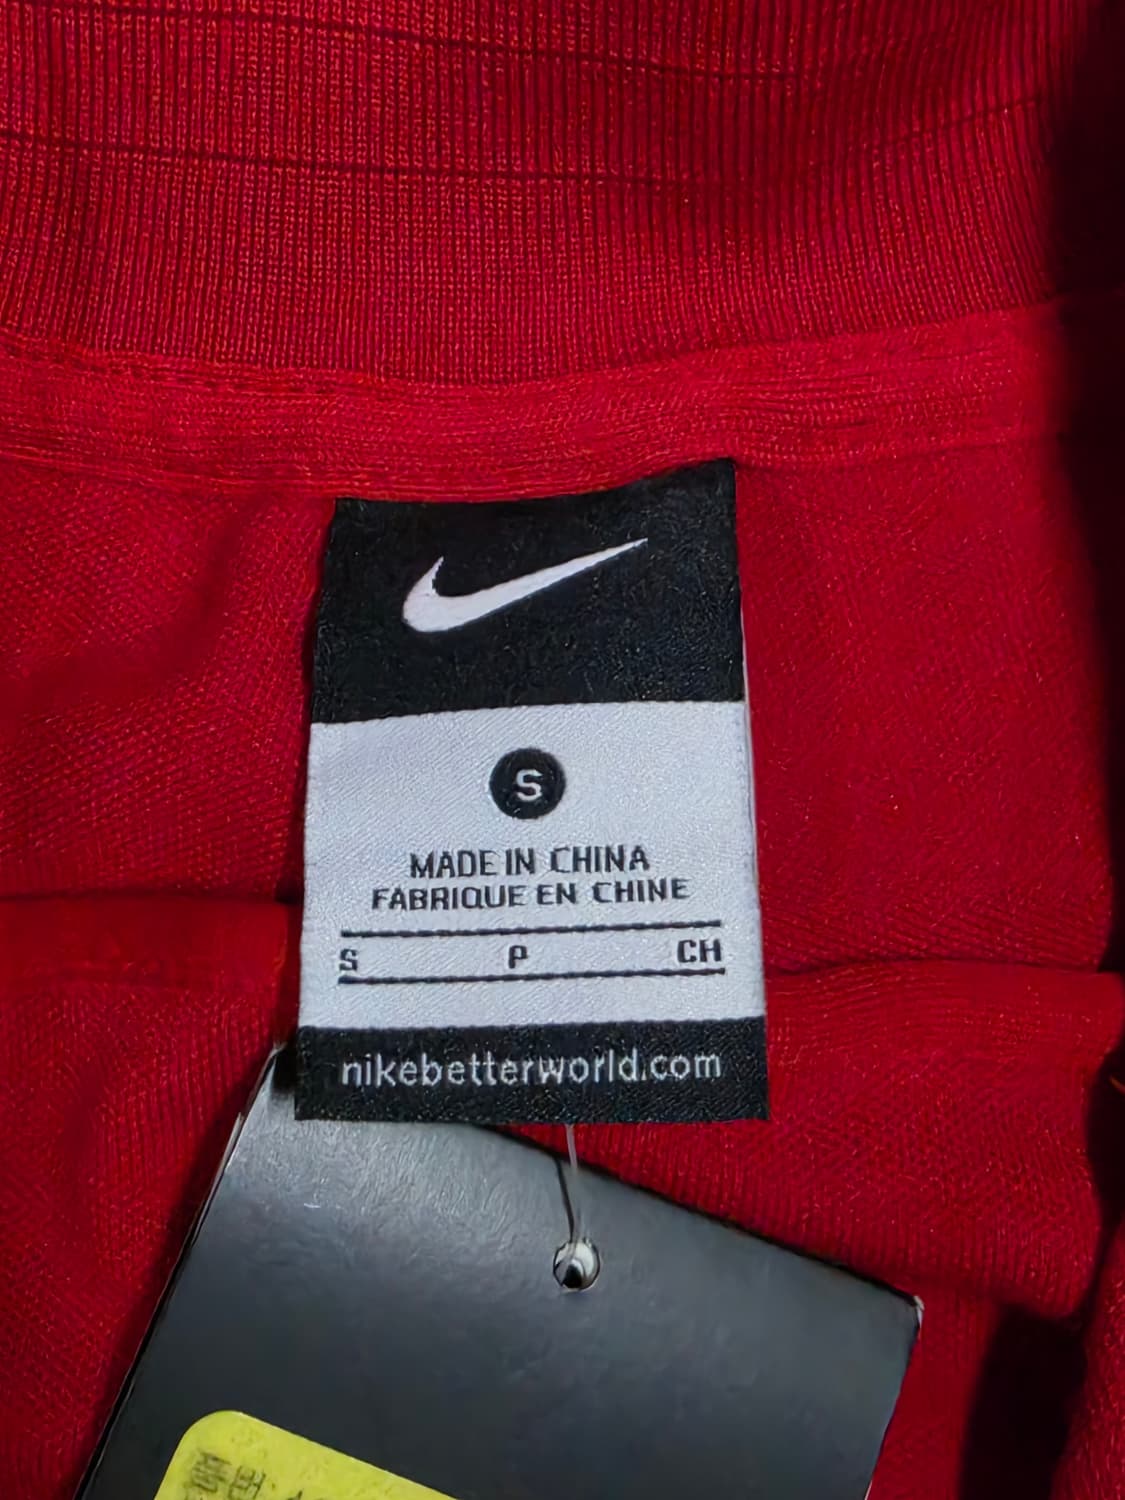 S
MADE IN CHINA
FABRIQUE EN CHINE
S P CH
nikebetterworld.com